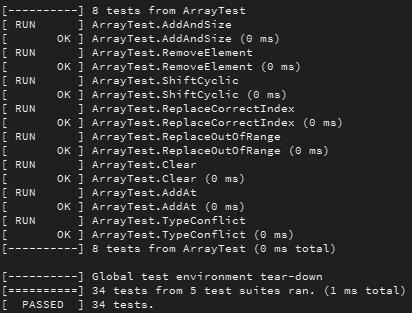 [----------] 8 tests from ArrayTest
[ RUN      ] ArrayTest.AddAndSize
[       OK ] ArrayTest.AddAndSize (0 ms)
[ RUN      ] ArrayTest.RemoveElement
[       OK ] ArrayTest.RemoveElement (0 ms)
[ RUN      ] ArrayTest.ShiftCyclic
[       OK ] ArrayTest.ShiftCyclic (0 ms)
[ RUN      ] ArrayTest.ReplaceCorrectIndex
[       OK ] ArrayTest.ReplaceCorrectIndex (0 ms)
[ RUN      ] ArrayTest.ReplaceOutOfRange
[       OK ] ArrayTest.ReplaceOutOfRange (0 ms)
[ RUN      ] ArrayTest.Clear
[       OK ] ArrayTest.Clear (0 ms)
[ RUN      ] ArrayTest.AddAt
[       OK ] ArrayTest.AddAt (0 ms)
[ RUN      ] ArrayTest.TypeConflict
[       OK ] ArrayTest.TypeConflict (0 ms)
[----------] 8 tests from ArrayTest (0 ms total)

[----------] Global test environment tear-down
[==========] 34 tests from 5 test suites ran. (1 ms total)
[  PASSED  ] 34 tests.